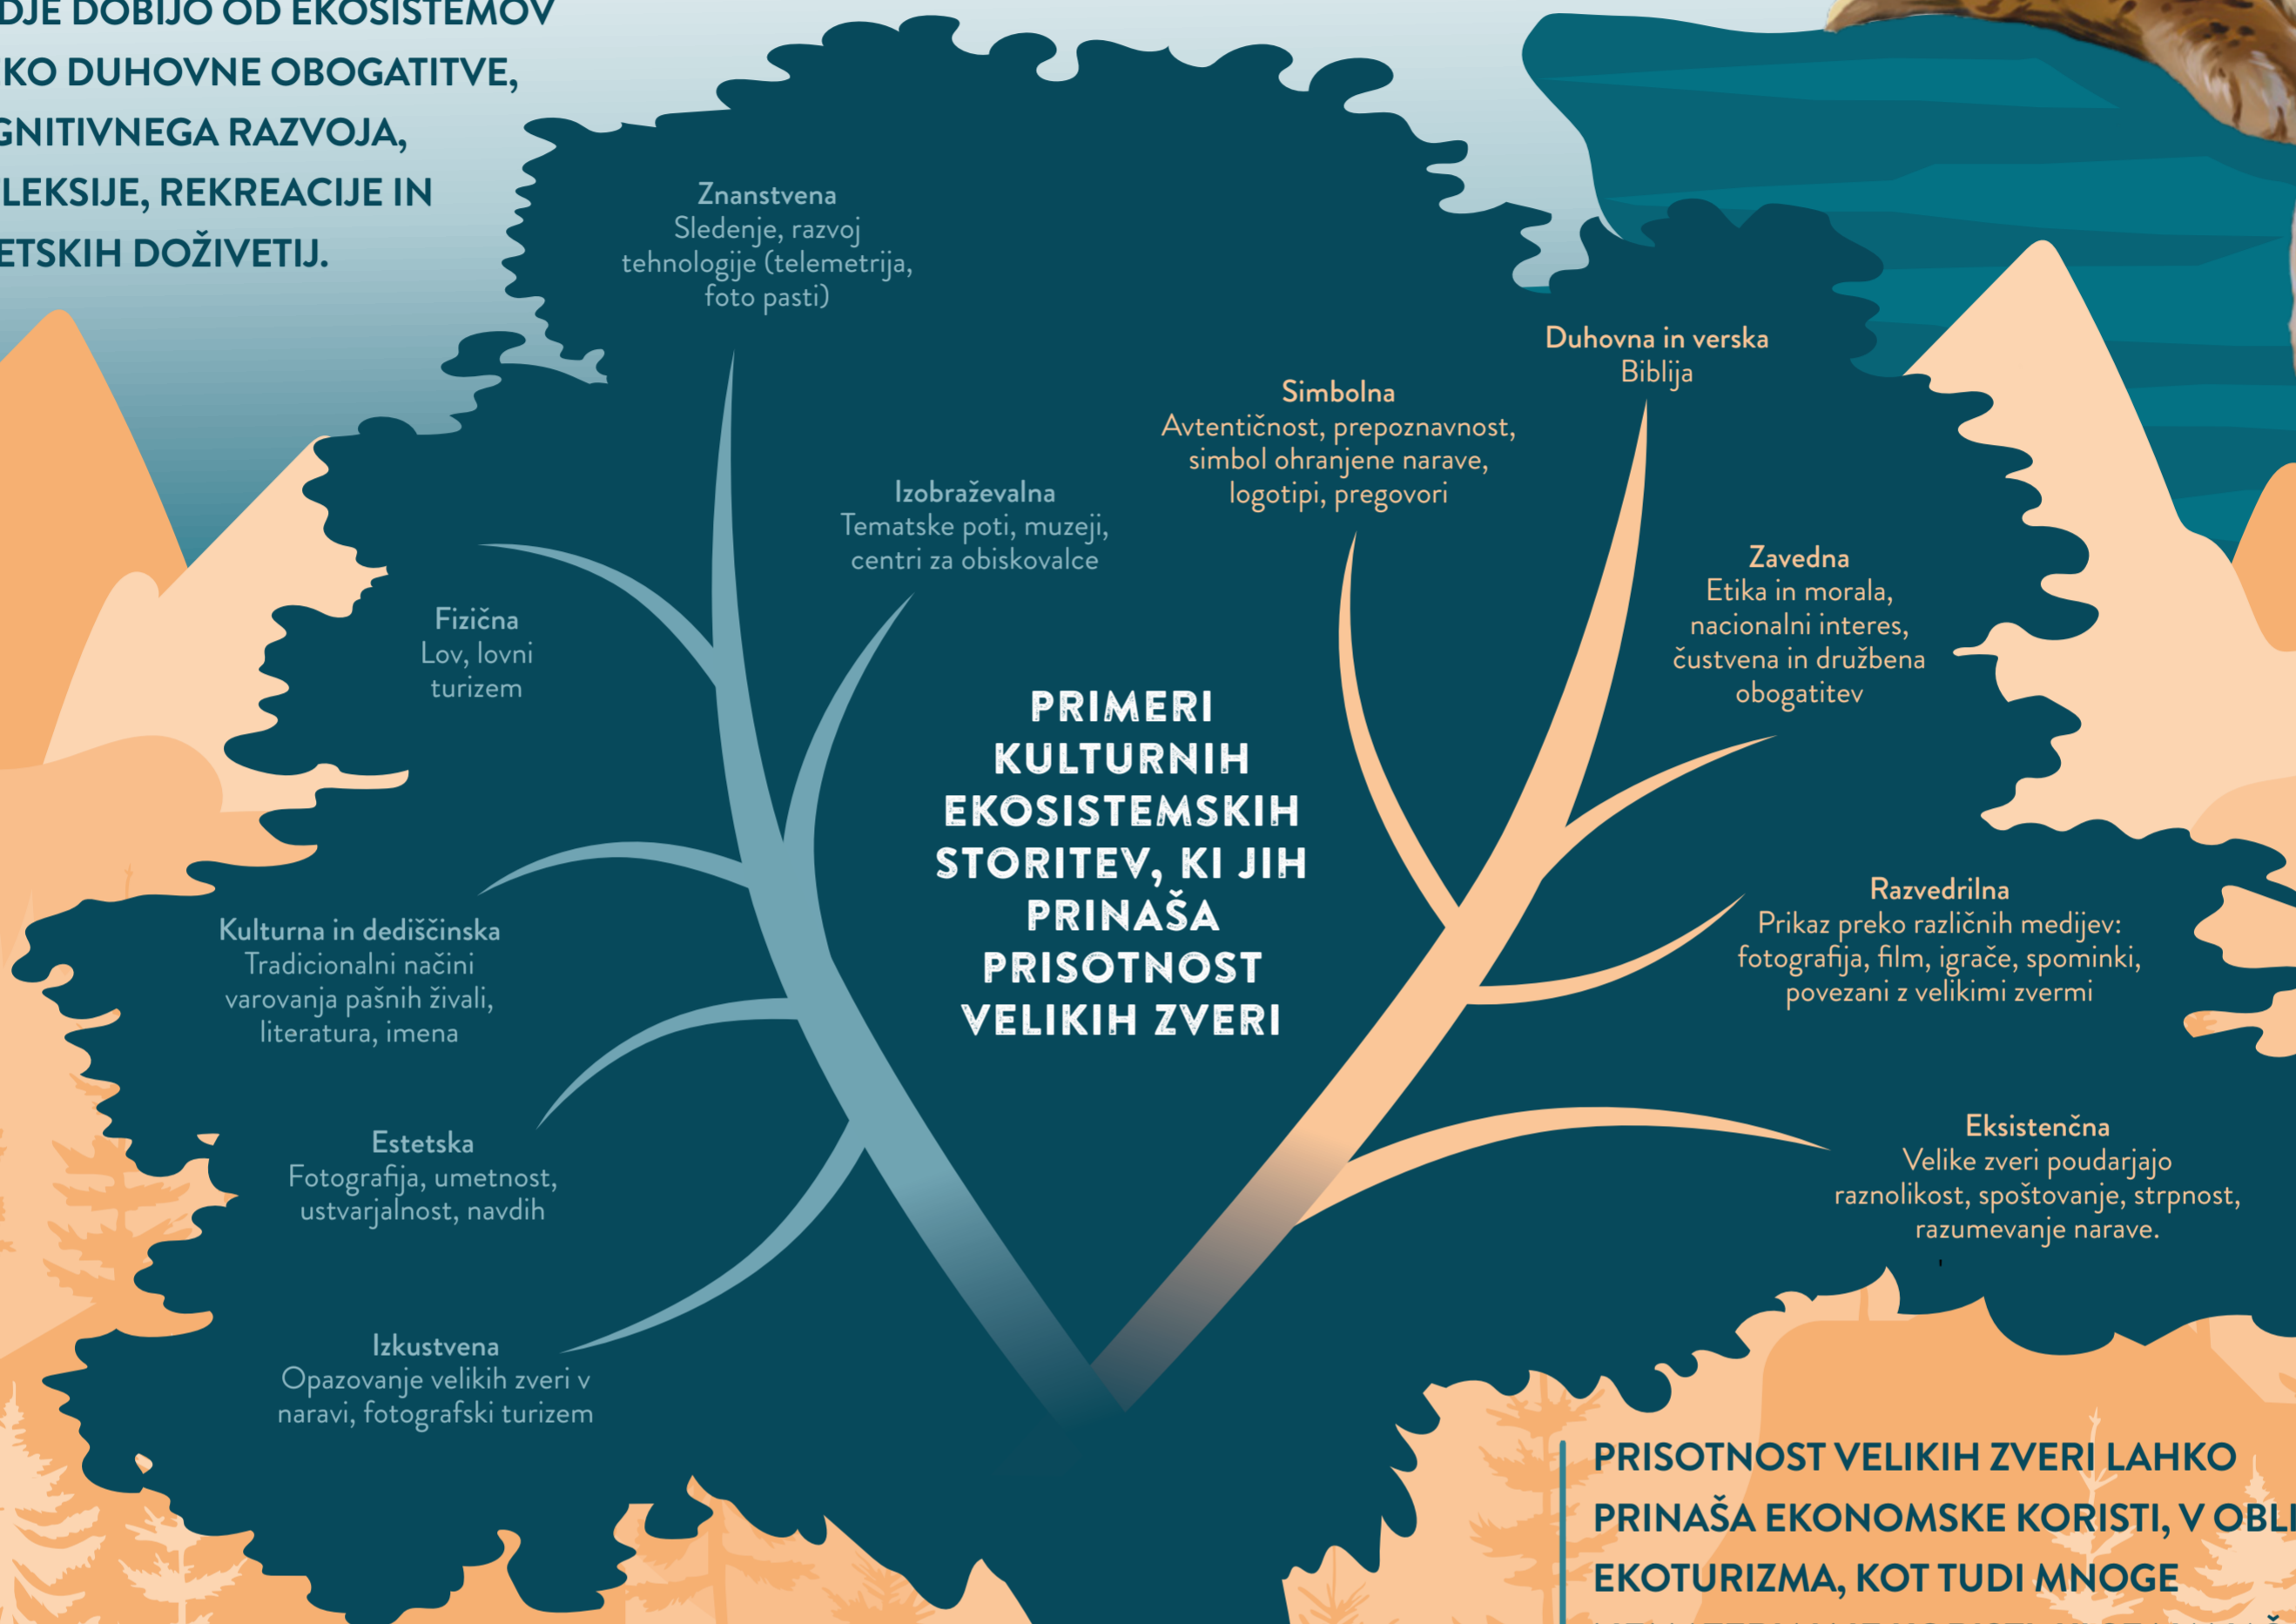 DOBIJO OD EKOSISTEMOV
DUHOVNE OBOGATITVE,
RAZVOJA,
REKREACIJE IN
DOŽIVETIJ.
Znanstvena
Sledenje, razvoj
tehnologije (telemetrija,
foto pasti)
Duhovna in verska
Biblija
Simbolna
Avtentičnost, prepoznavnost,
simbol ohranjene narave,
logotipi, pregovori
Izobraževalna
Tematske poti, muzeji,
centri za obiskovalce
Zavedna
Etika in morala,
nacionalni interes,
čustvena in družbena
obogatitev
Fizična
Lov, lovni
turizem
PRIMERI
KULTURNIH
EKOSISTEMSKIH
STORITEV, KI JIH
PRINAŠA
PRISOTNOST
VELIKIH ZVERI
Razvedrilna
Prikaz preko različnih medijev:
fotografija, film, igrače, spominki,
povezani z velikimi zvermi
Kulturna in dediščinska
Tradicionalni načini
varovanja pašnih živali,
literatura, imena
Estetska
Fotografija, umetnost,
ustvarjalnost, navdih
Eksistenčna
Velike zveri poudarjajo
raznolikost, spoštovanje, strpnost,
razumevanje narave.
Izkustvena
Opazovanje velikih zveri v
naravi, fotografski turizem
PRISOTNOST VELIKIH ZVERI LAHKO
PRINAŠA EKONOMSKE KORISTI, V
EKOTURIZMA, KOT TUDI MNOGE